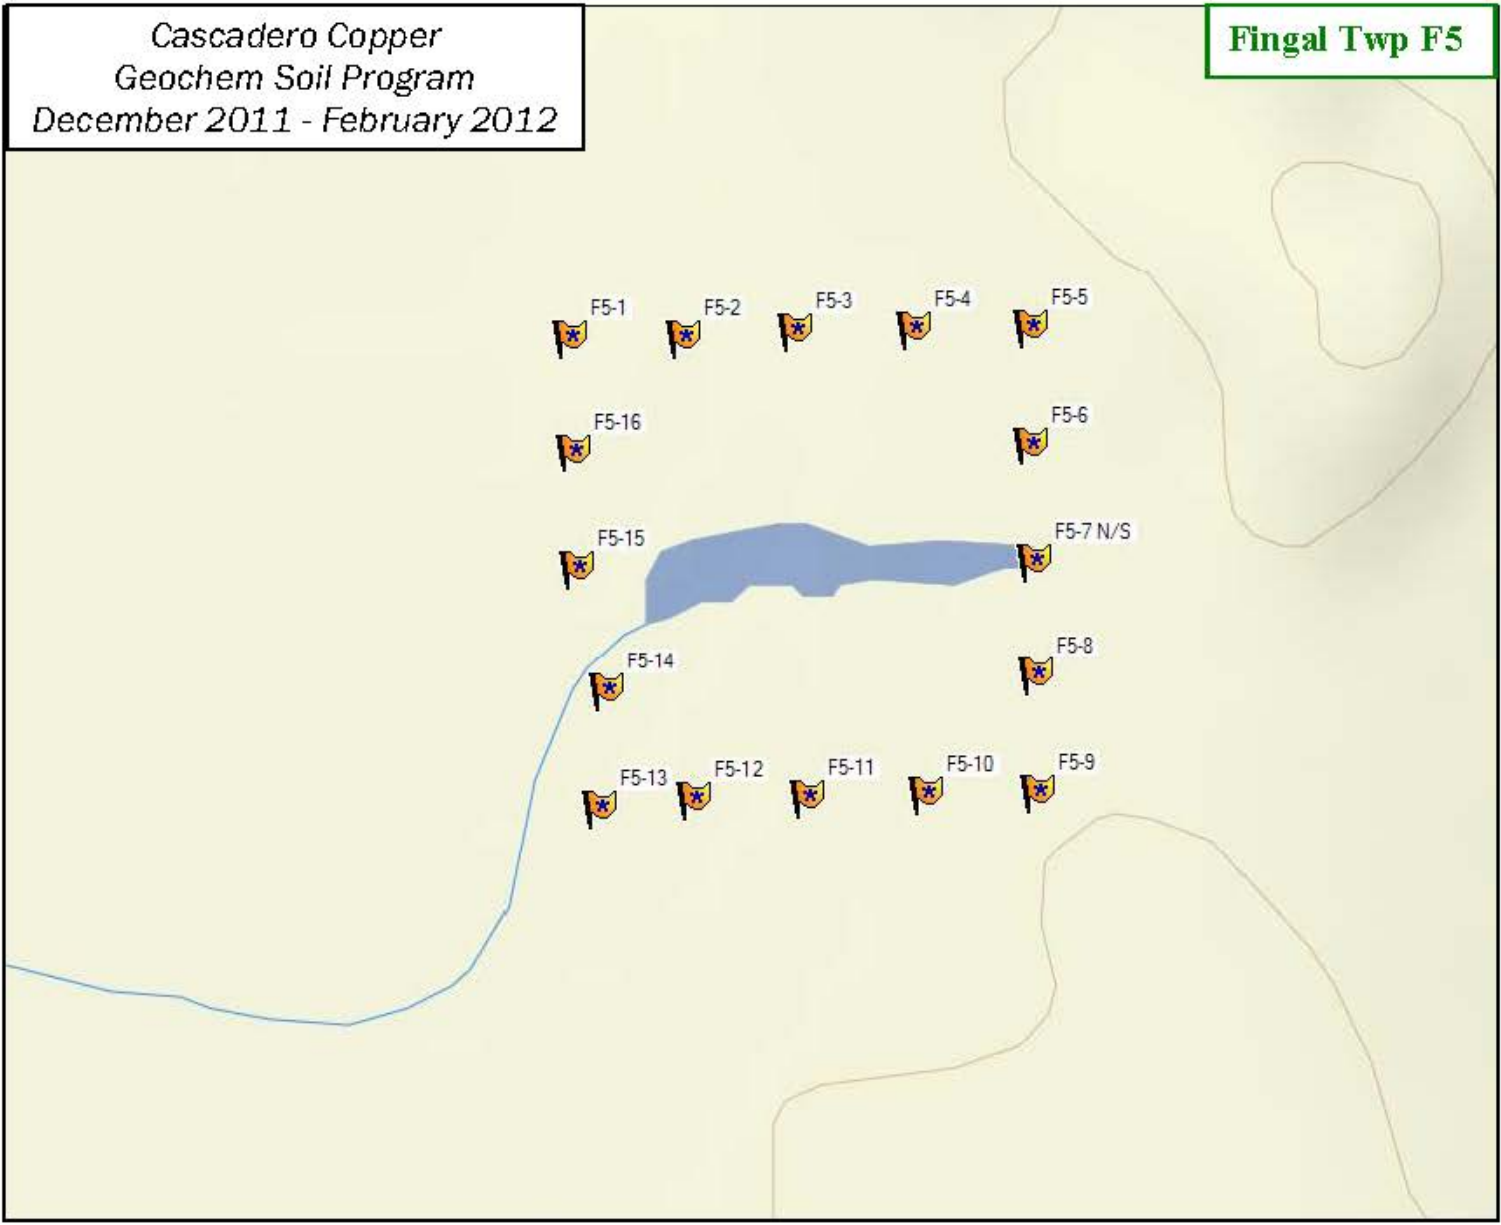 Cascadero Copper
Geochem Soil Program
December 2011 - February 2012
Fingal Twp F5
F5-1
F5-2
F5-3
F5-4
F5-5
F5-16
F5-6
F5-15
F5-7 N/S
F5-14
F5-8
F5-13
F5-12
F5-11
F5-10
F5-9